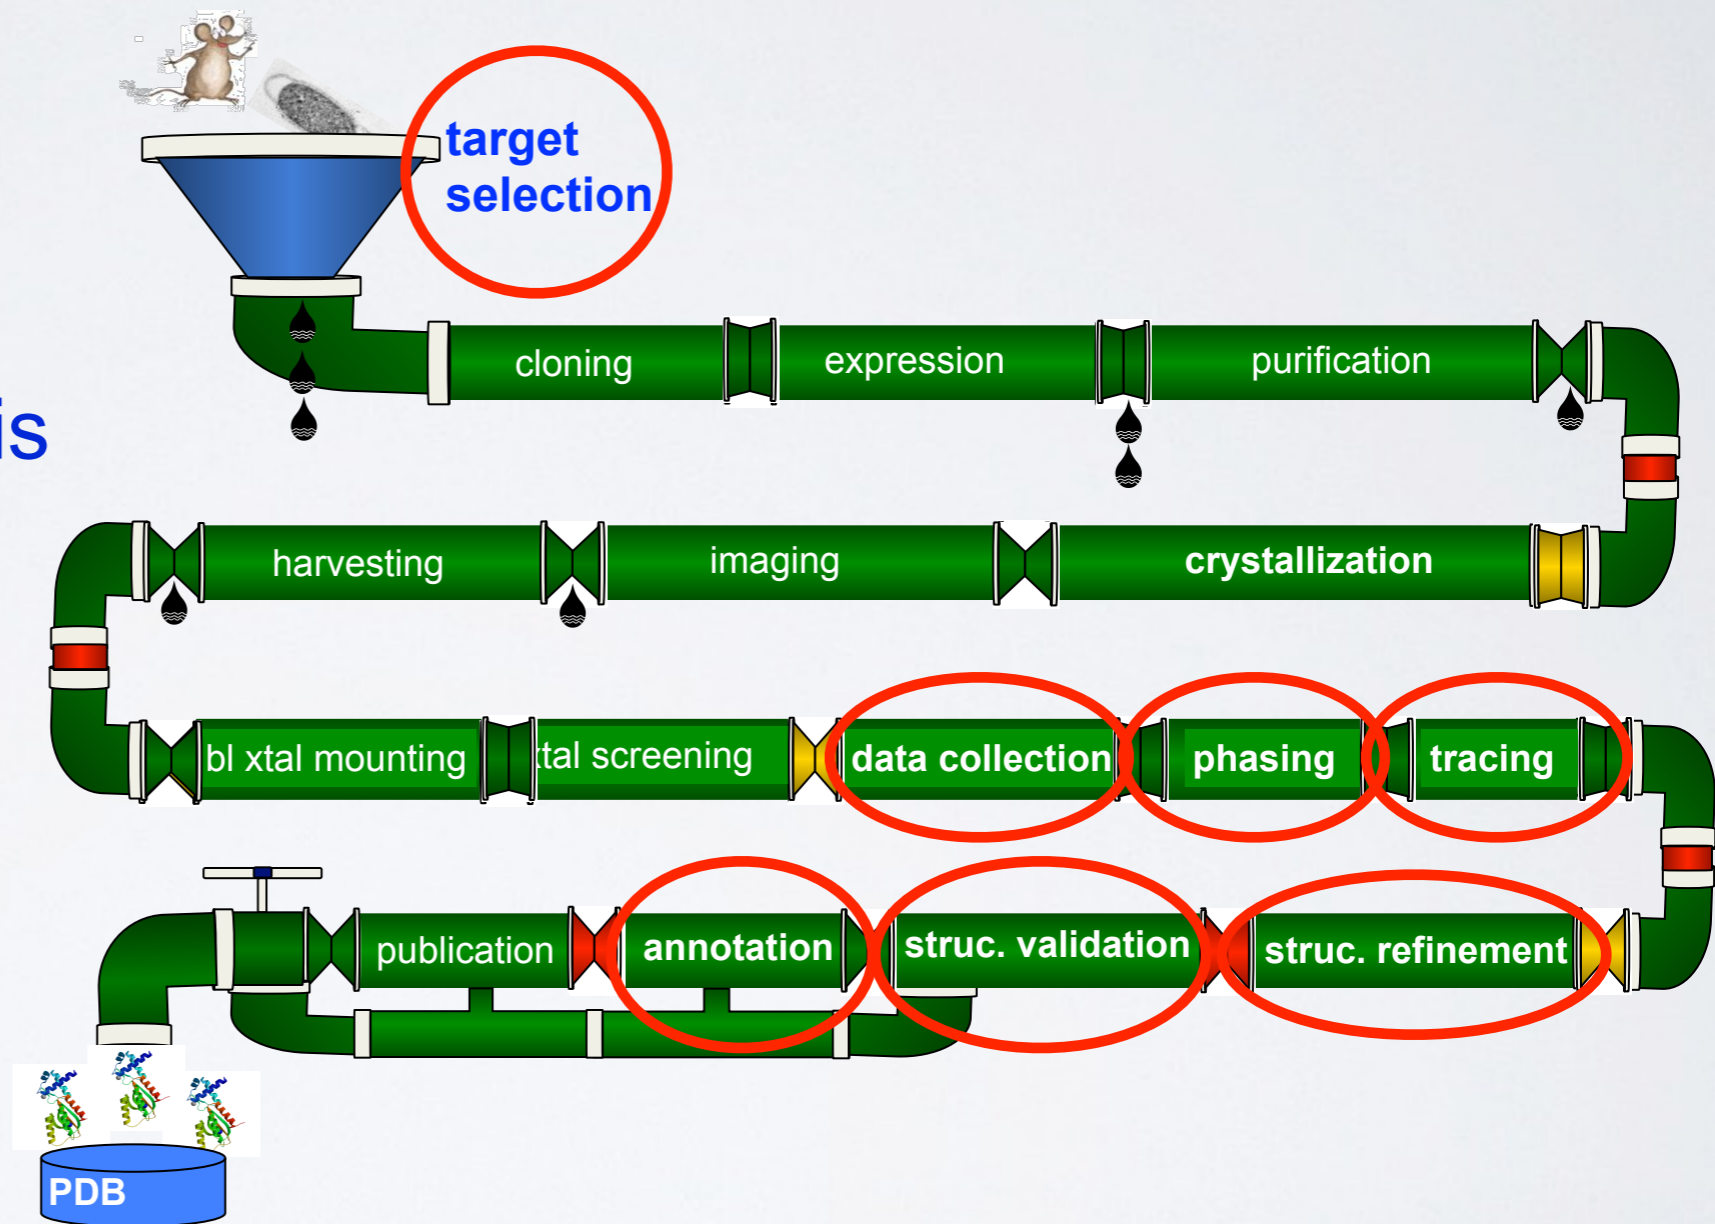 target
selection
cloning
expression
purification
is
harvesting
imaging
crystallization
bl xtal mounting
xtal screening
data collection
phasing
tracing
publication
annotation
struc. validation
struc. refinement
PDB